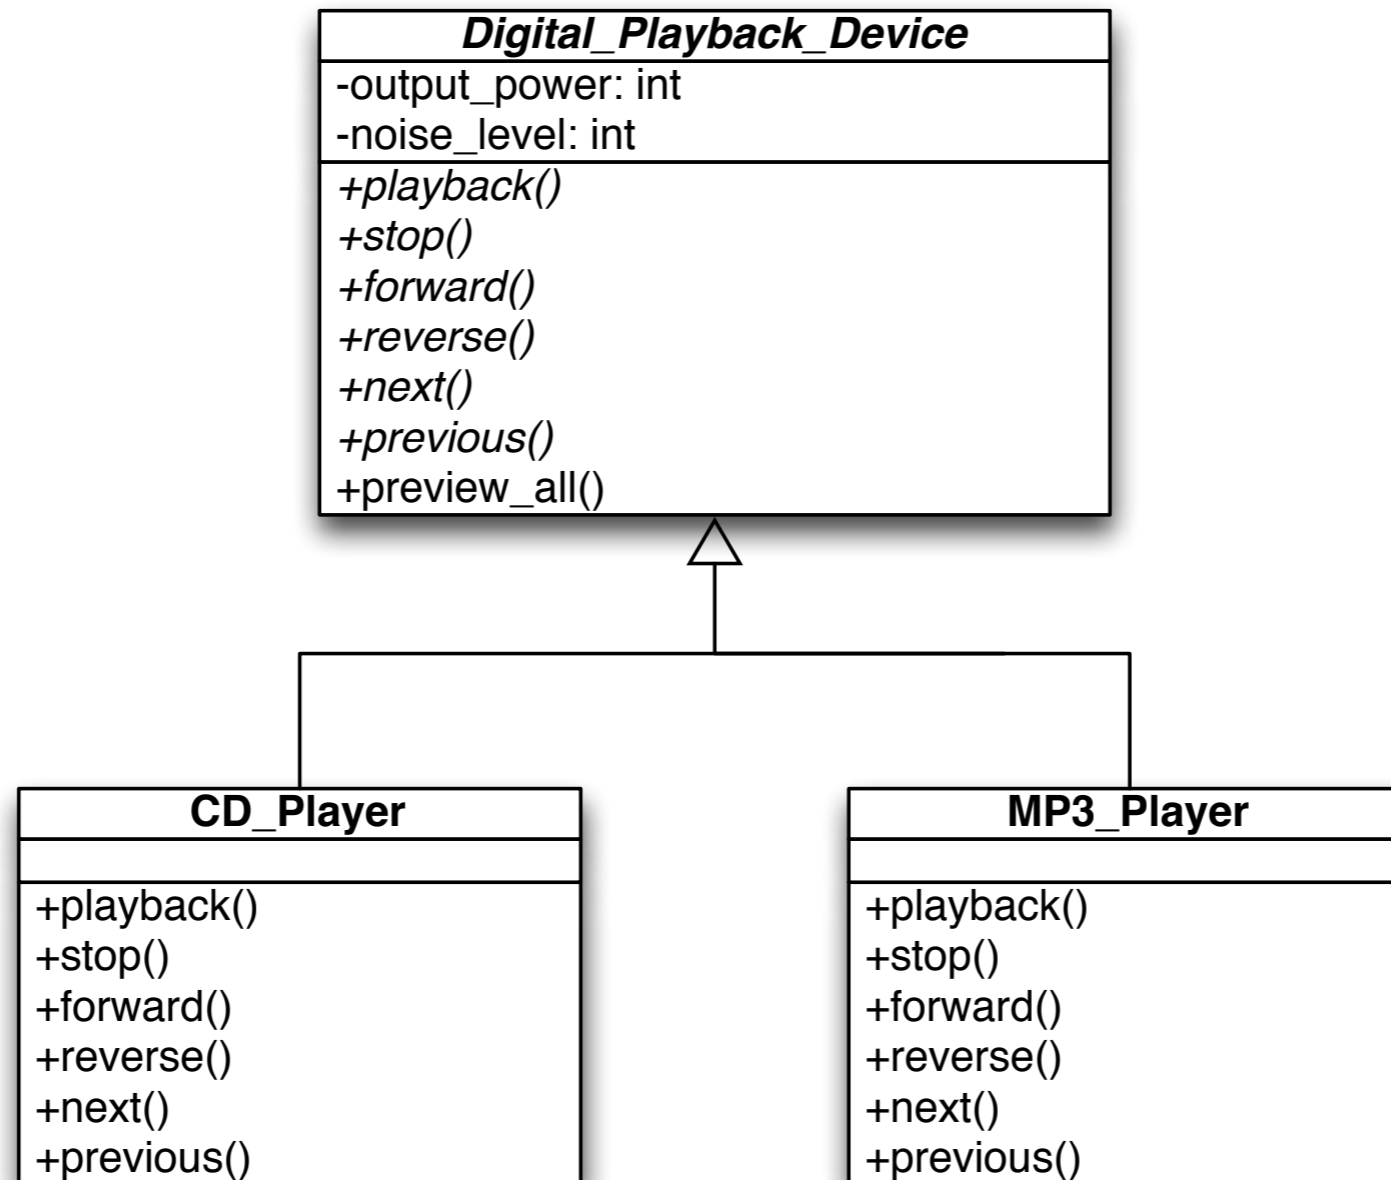 Digital_Playback_Device
-output_power: int
-noise_level: int
+playback()
+stop()
+forward()
+reverse()
+next()
+previous()
+preview_all()
CD_Player
+playback()
+stop()
+forward()
+reverse()
+next()
+previous()
MP3_Player
+playback()
+stop()
+forward()
+reverse()
+next()
+previous()